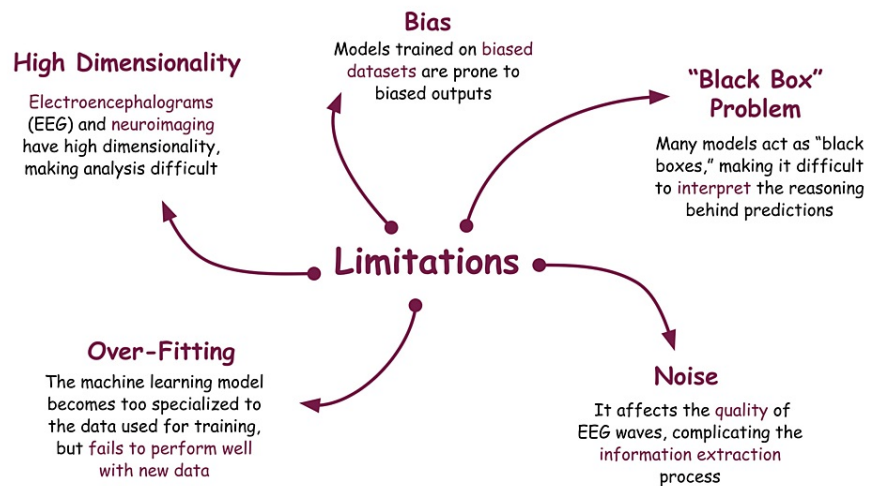 Bias
Models trained on biased
datasets are prone to
biased outputs
High Dimensionality
Electroencephalograms
(EEG) and neuroimaging
have high dimensionality,
making analysis difficult
“Black Box”
Problem
Many models act as “black
boxes,” making it difficult
to interpret the reasoning
behind predictions
Limitations
Over-Fitting
The machine learning model
becomes too specialized to
the data used for training,
but fails to perform well
with new data
Noise
It affects the quality of
EEG waves, complicating the
information extraction
process